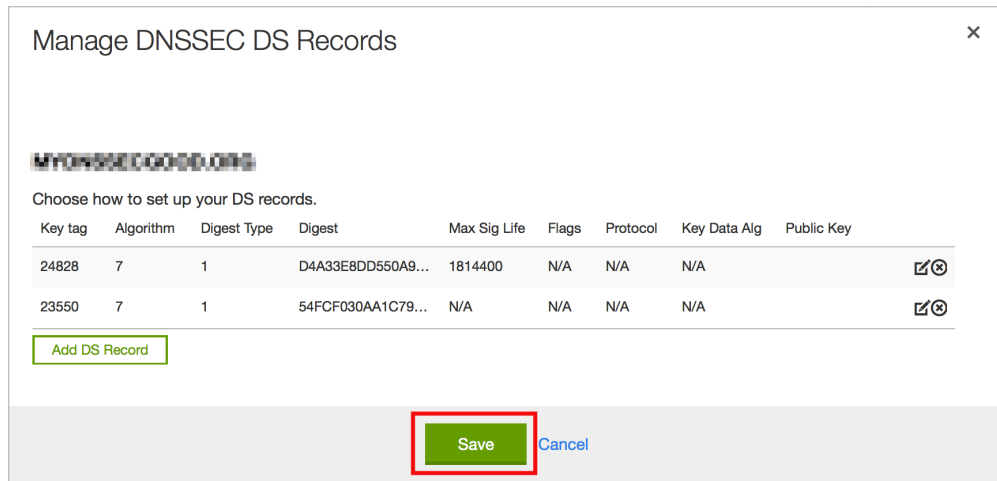 Manage DNSSEC DS Records
Choose how to set up your DS records.
Key tag Algorithm Digest Type Digest Max Sig Life Flags Protocol Key Data Alg Public Key
24828 7 1 D4A33E8DD550A9... 1814400 N/A N/A N/A
23550 7 1 54FCF030AA1C79... N/A N/A N/A N/A
Add DS Record
Save Cancel